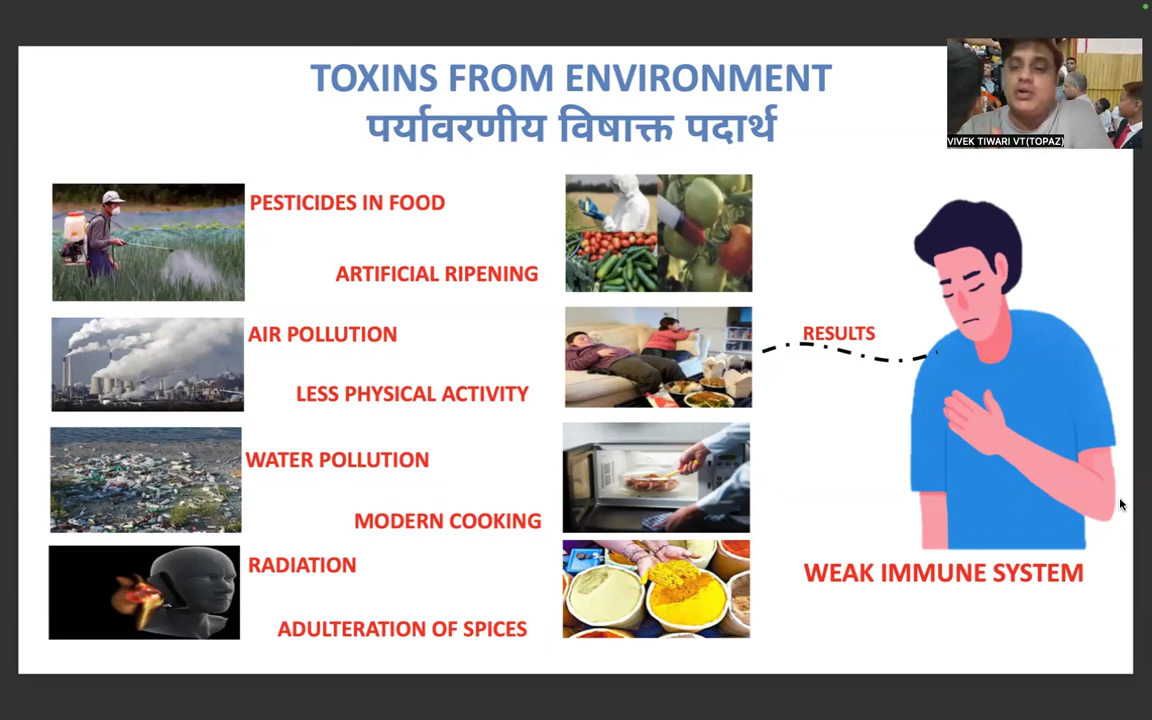 TOXINS FROM ENVIRONMENT
पर्यावरणीय विषाक्त पदार्थ
VIVEK TIWARI VT(TOPAZ)
PESTICIDES IN FOOD
ARTIFICIAL RIPENING
AIR POLLUTION
RESULTS
LESS PHYSICAL ACTIVITY
WATER POLLUTION
MODERN COOKING
RADIATION
WEAK IMMUNE SYSTEM
ADULTERATION OF SPICES